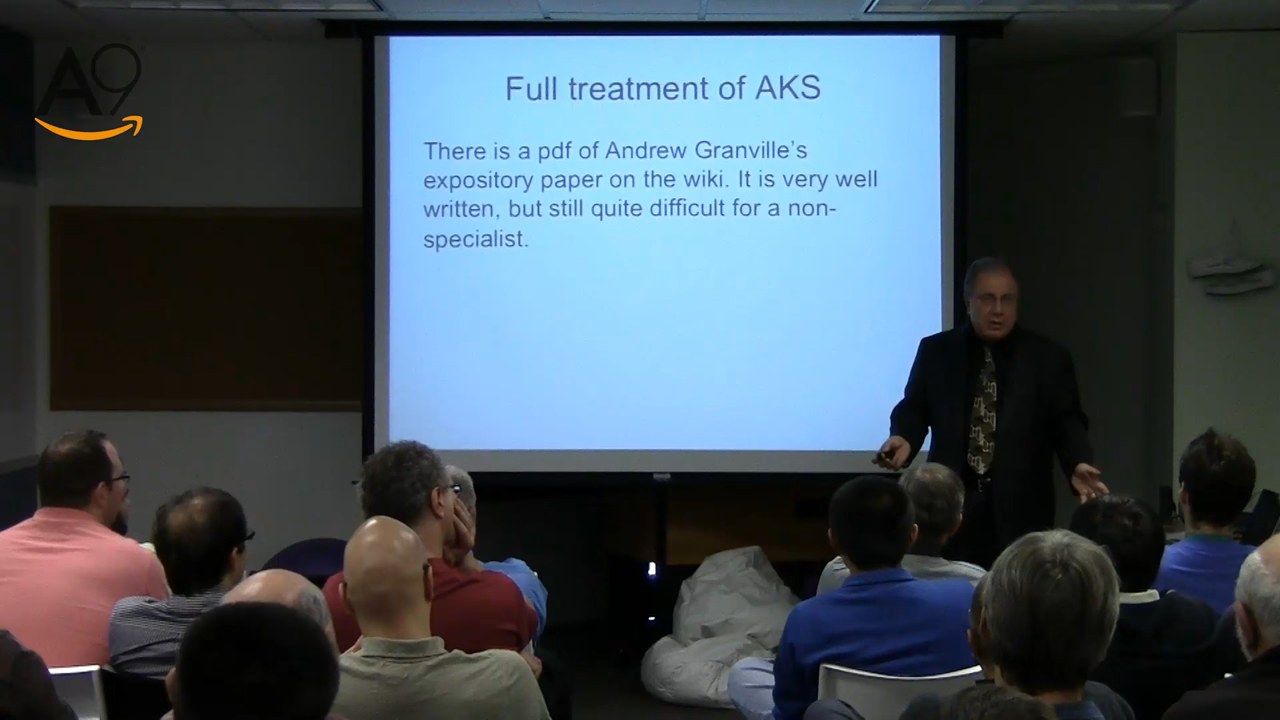 A9
Full treatment of AKS
There is a pdf of Andrew Granville's
expository paper on the wiki. It is very well
written, but still quite difficult for a non-
specialist.